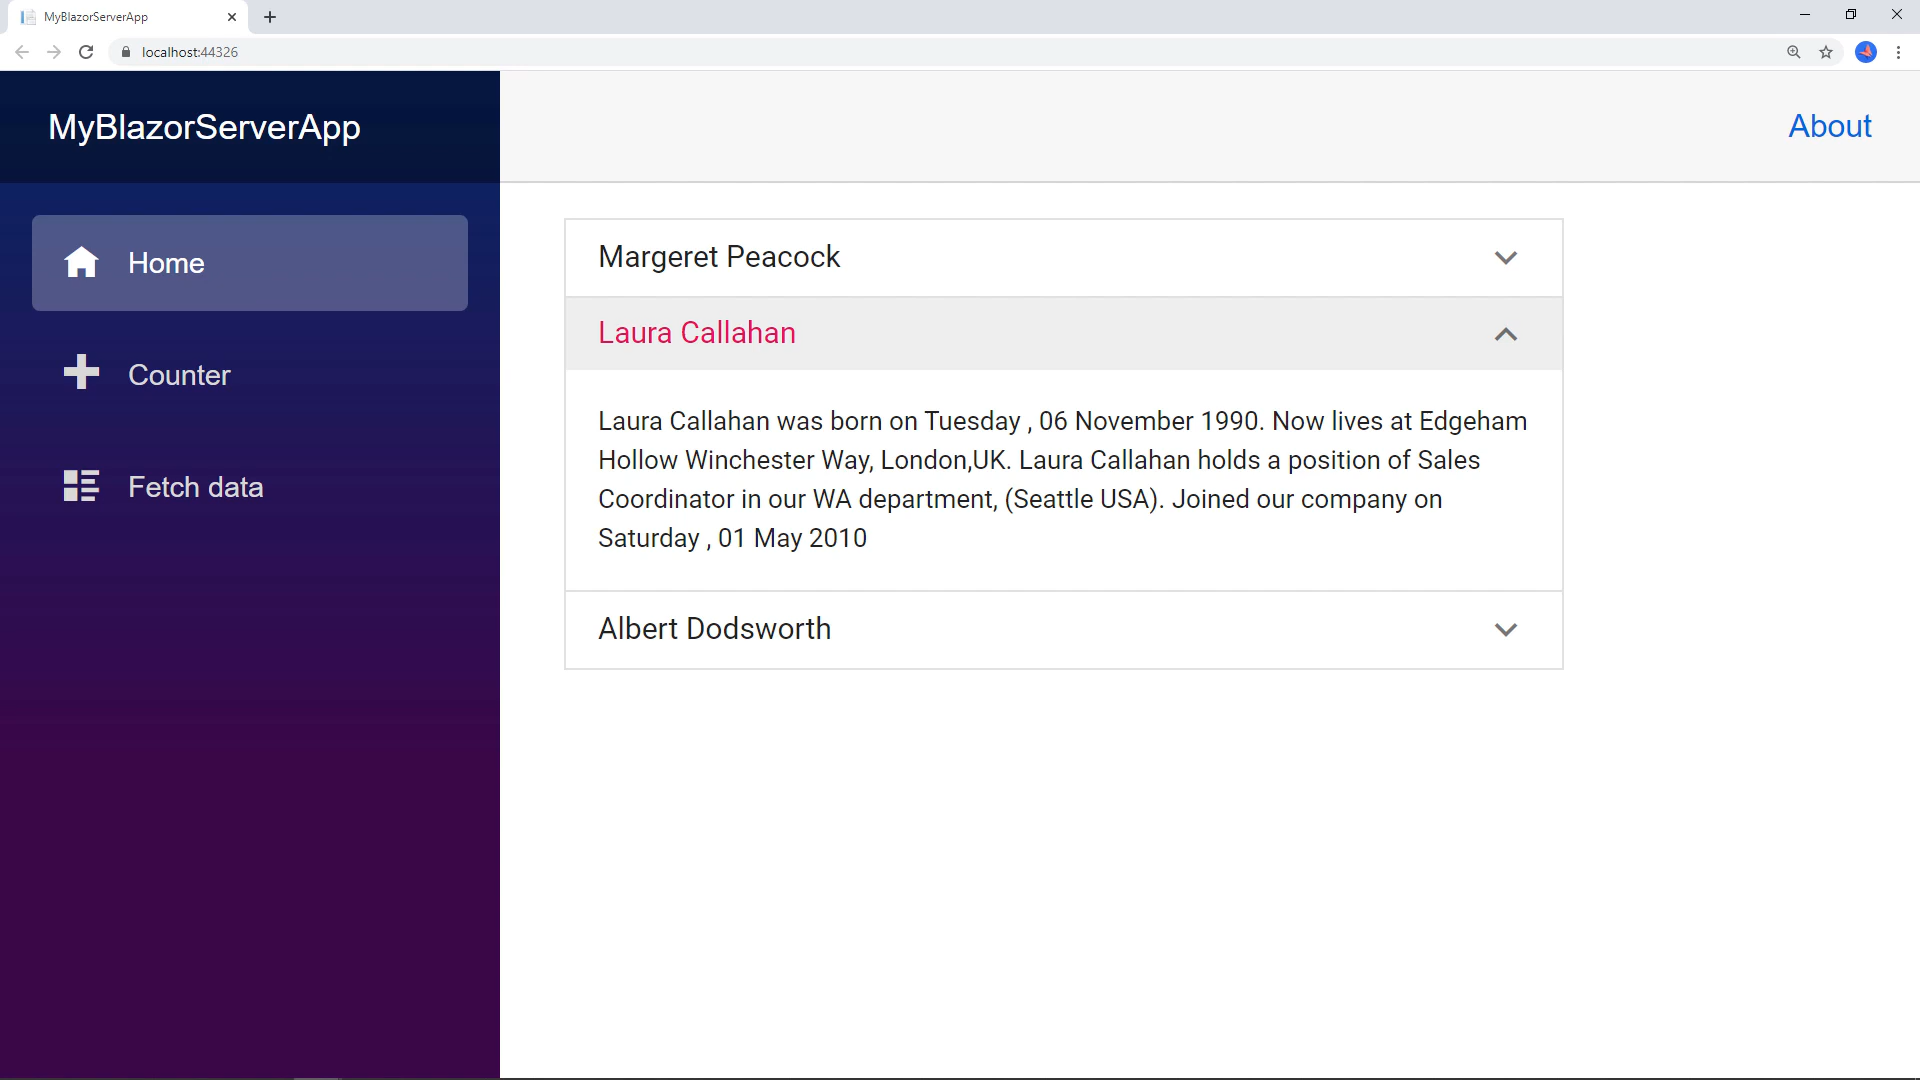 MyBlazorServerApp
localhost:44326
MyBlazorServerApp
About
Home
Counter
Fetch data
Margeret Peacock
Laura Callahan
Laura Callahan was born on Tuesday , 06 November 1990. Now lives at Edgeham
Hollow Winchester Way, London,UK. Laura Callahan holds a position of Sales
Coordinator in our WA department, (Seattle USA). Joined our company on
Saturday , 01 May 2010
Albert Dodsworth